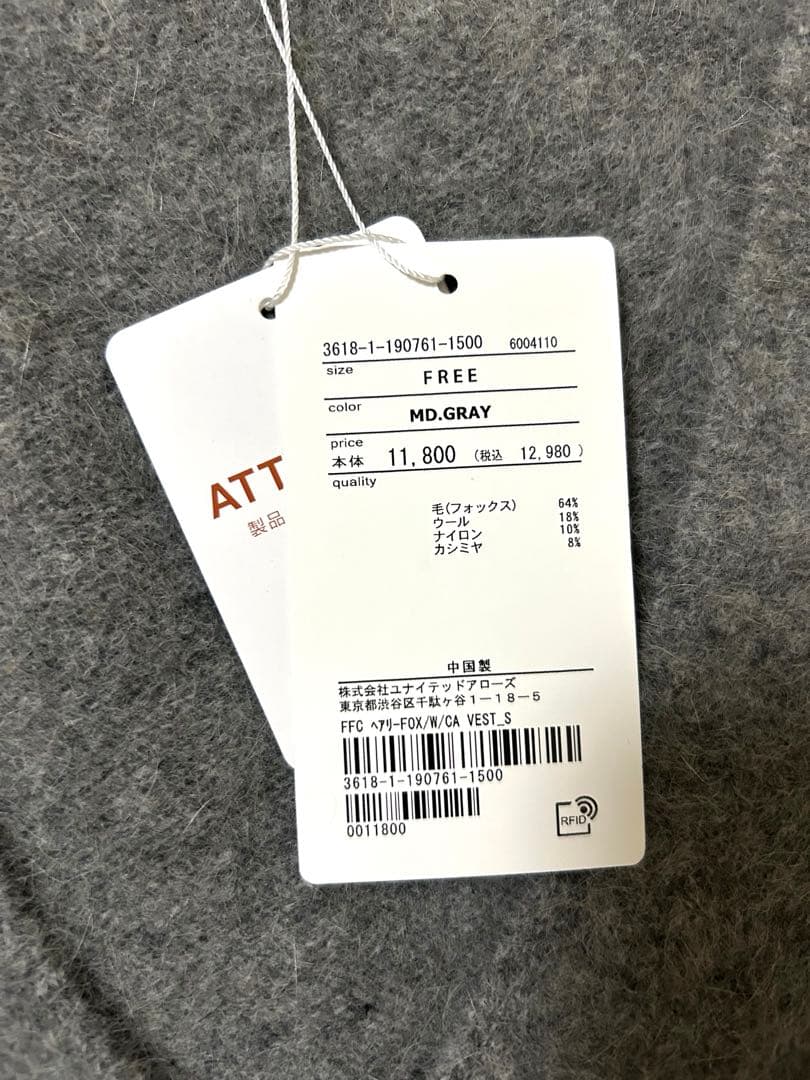 3618-1-190761-1500 6004110
size
FREE
color
MD.GRAY
price
本体 11,800 (税込 12,980 )
quality
毛(フォックス) 64%
ウール 18%
ナイロン 10%
カシミヤ 8%
中国製
株式会社ユナイテッドアローズ
東京都渋谷区千駄ヶ谷1-18-5
FFC ヘアリーFOX/W/CA VEST_S
3618-1-190761-1500
0011800
RFID
ATT
製品